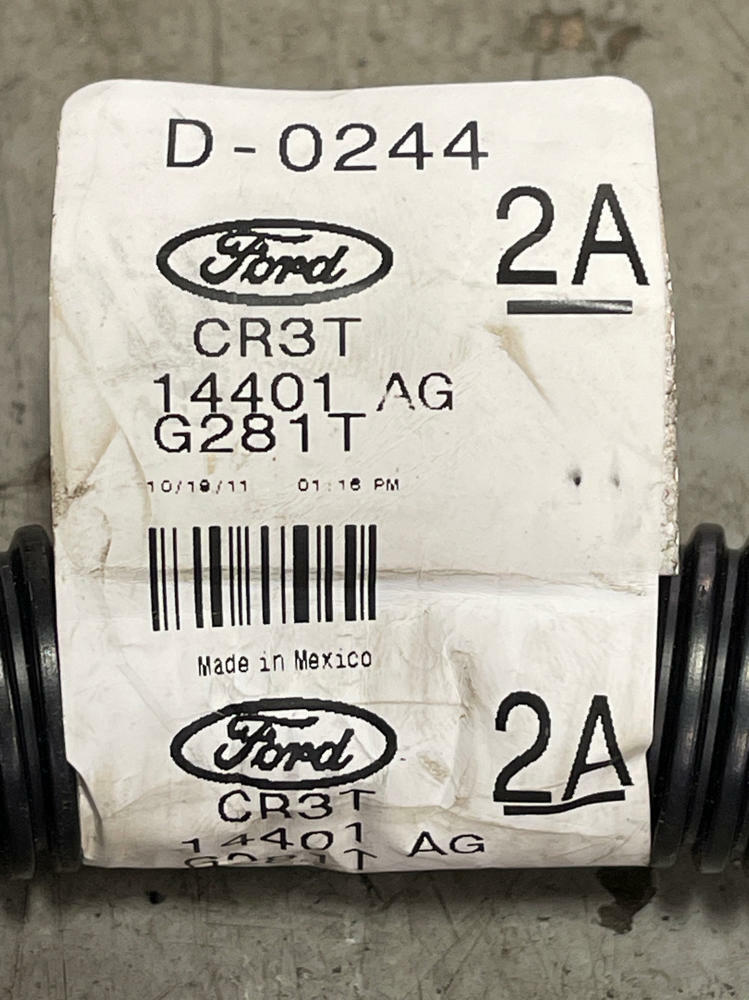 D-0244
2A
Ford
CR3T
14401 AG
G281T
10/19/11 01:16 PM
Made in Mexico
Ford
2A
CR3T
14401 AG
G281T